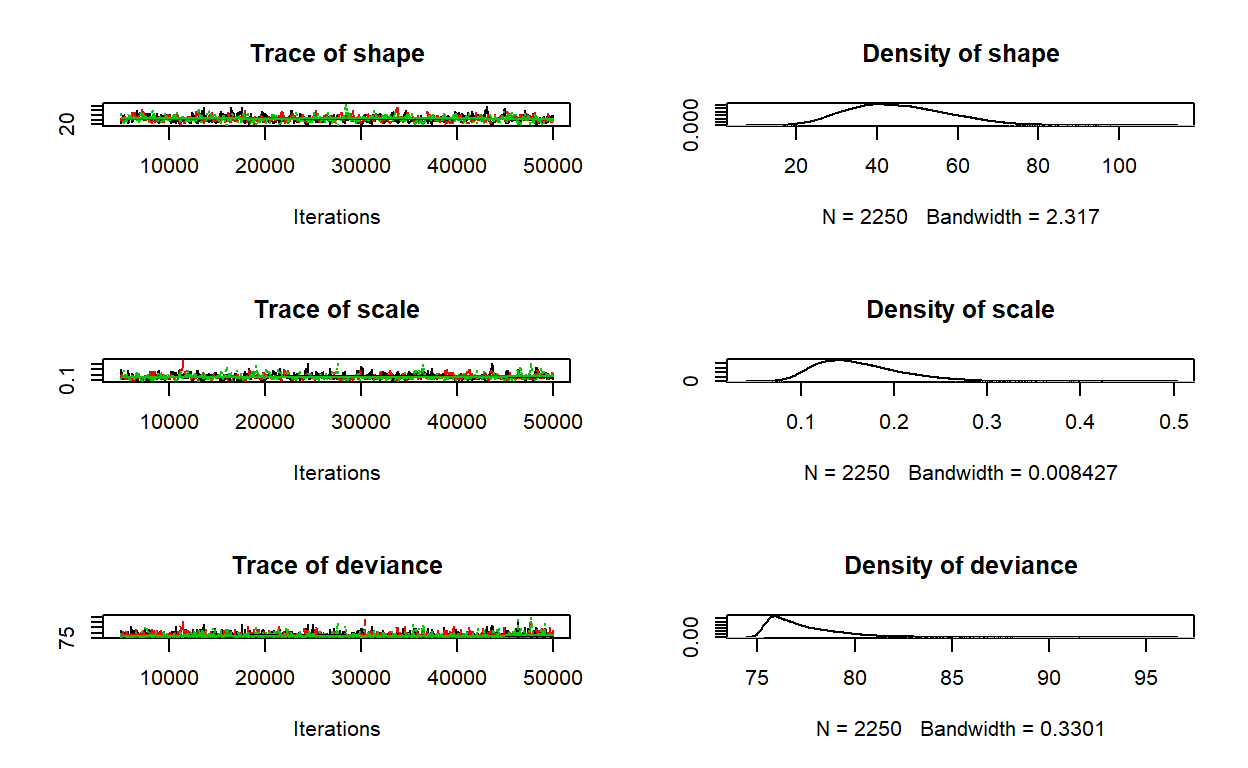 Trace of shape
20
10000 20000 30000 40000 50000
Iterations
Density of shape
0.000
20 40 60 80 100
N = 2250 Bandwidth = 2.317
Trace of scale
0.1
10000 20000 30000 40000 50000
Iterations
Density of scale
0
0.1 0.2 0.3 0.4 0.5
N = 2250 Bandwidth = 0.008427
Trace of deviance
75
10000 20000 30000 40000 50000
Iterations
Density of deviance
0.00
75 80 85 90 95
N = 2250 Bandwidth = 0.3301